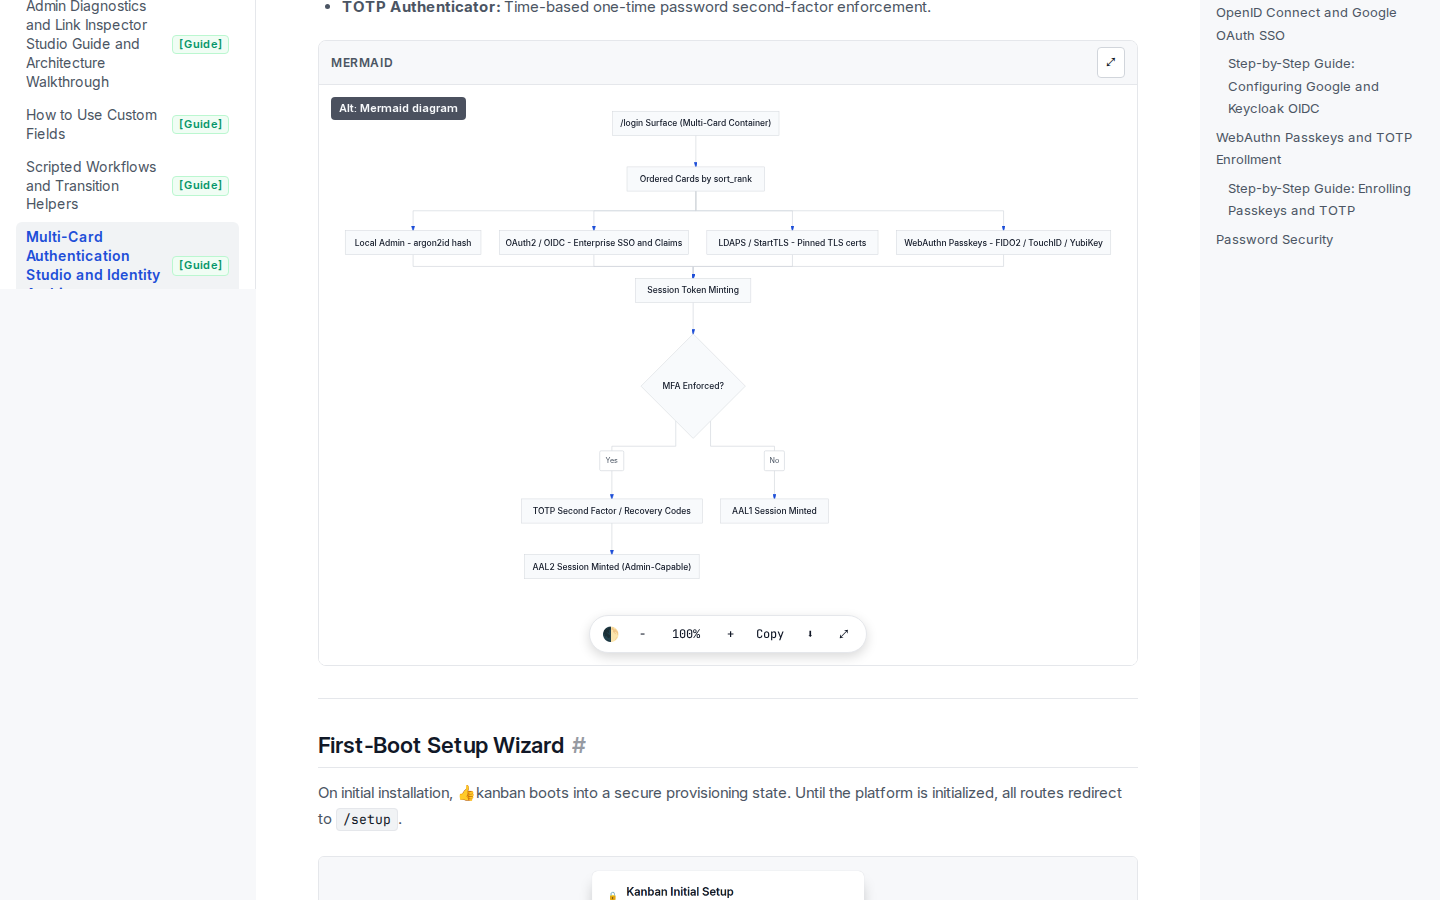 Admin Diagnostics
and Link Inspector
Studio Guide and
Architecture
Walkthrough
[Guide]
How to Use Custom
Fields
[Guide]
Scripted Workflows
and Transition
Helpers
[Guide]
Multi-Card
Authentication
Studio and Identity
[Guide]
TOTP Authenticator: Time-based one-time password second-factor enforcement.
MERMAID
Alt: Mermaid diagram
/login Surface (Multi-Card Container)
Ordered Cards by sort_rank
Local Admin - argon2id hash
OAuth2 / OIDC - Enterprise SSO and Claims
LDAPS / StartTLS - Pinned TLS certs
WebAuthn Passkeys - FIDO2 / TouchID / YubiKey
Session Token Minting
MFA Enforced?
Yes
No
TOTP Second Factor / Recovery Codes
AAL1 Session Minted
AAL2 Session Minted (Admin-Capable)
- 100% + Copy
First-Boot Setup Wizard #
On initial installation, 👍kanban boots into a secure provisioning state. Until the platform is initialized, all routes redirect
to /setup.
Kanban Initial Setup
OpenID Connect and Google
OAuth SSO
Step-by-Step Guide:
Configuring Google and
Keycloak OIDC
WebAuthn Passkeys and TOTP
Enrollment
Step-by-Step Guide: Enrolling
Passkeys and TOTP
Password Security